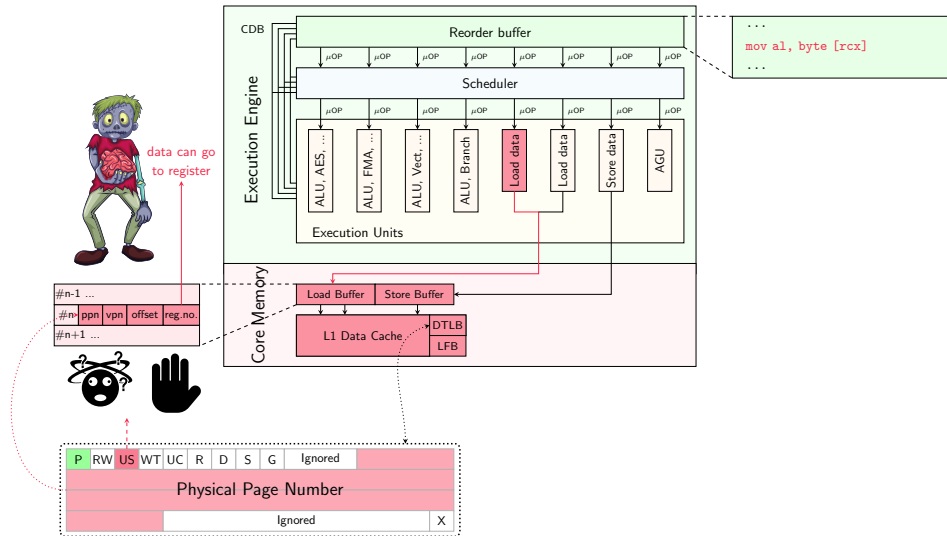 CDB
Reorder buffer
...
mov al, byte [rcx]
...
μOP μOP μOP μOP μOP μOP μOP μOP
Scheduler
μOP μOP μOP μOP μOP μOP μOP μOP
Execution Engine
ALU, AES, ...
ALU, FMA, ...
ALU, Vect, ...
ALU, Branch
Load data
Load data
Store data
AGU
Execution Units
data can go
to register
Core Memory
Load Buffer
Store Buffer
L1 Data Cache
DTLB
LFB
#n-1 ...
#n ppn vpn offset reg.no.
#n+1 ...
? ? ? ?
P RW US WT UC R D S G Ignored
Physical Page Number
Ignored X